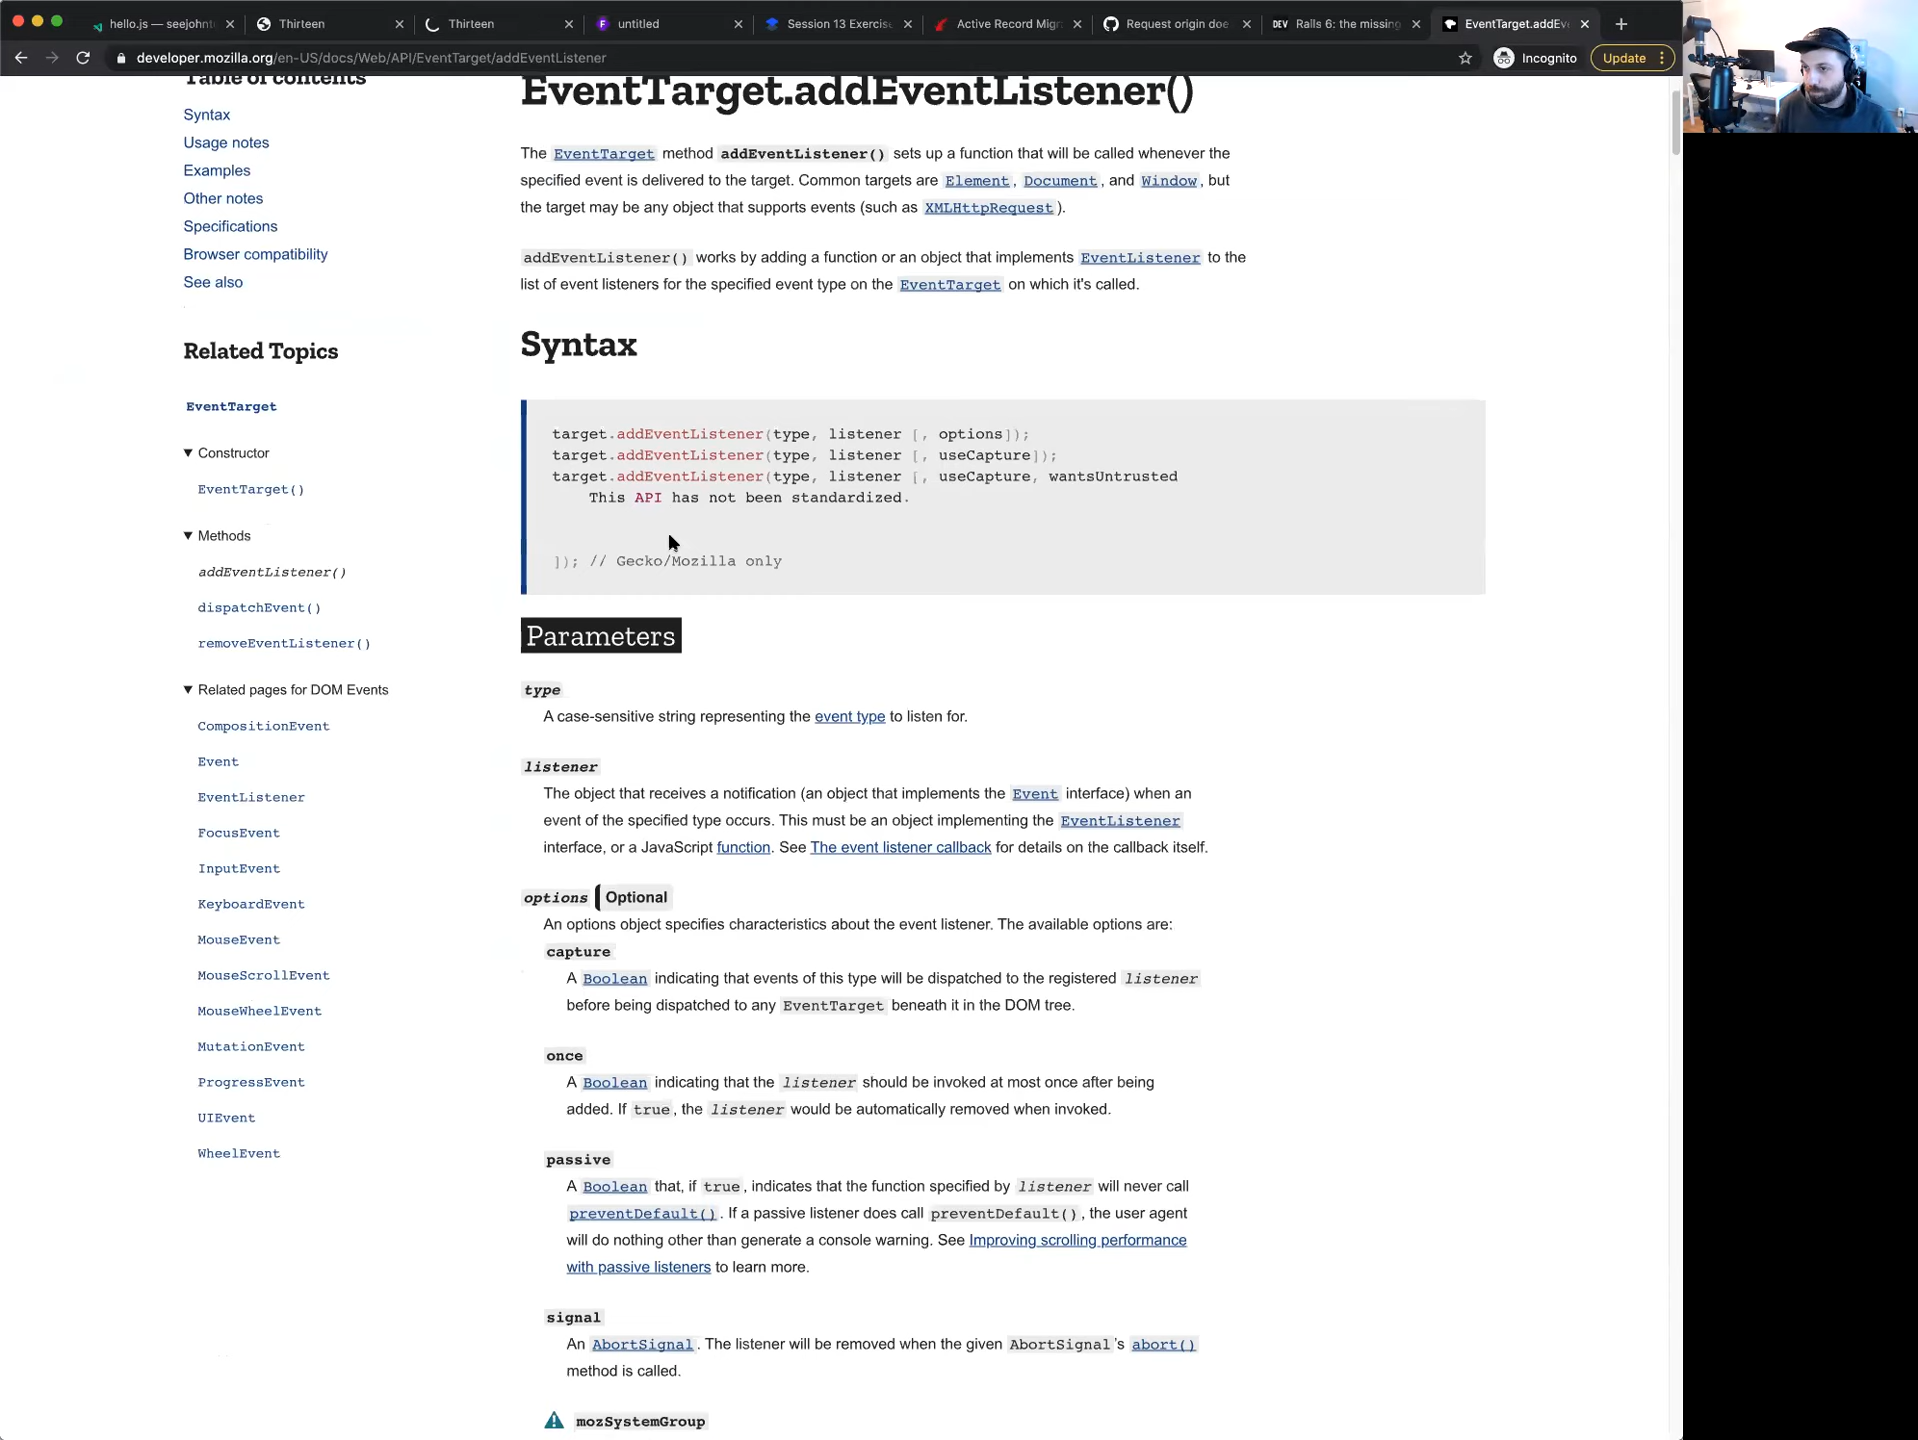 hello.js — seejohnt
Thirteen
Thirteen
untitled
Session 13 Exercis
Active Record Migr
Request origin doe
DEV Rails 6: the missing
EventTarget.addEv
developer.mozilla.org/en-US/docs/Web/API/EventTarget/addEventListener
Incognito
Update
Table of contents
Syntax
Usage notes
Examples
Other notes
Specifications
Browser compatibility
See also
Related Topics
EventTarget
Constructor
EventTarget()
Methods
addEventListener()
dispatchEvent()
removeEventListener()
Related pages for DOM Events
CompositionEvent
Event
EventListener
FocusEvent
InputEvent
KeyboardEvent
MouseEvent
MouseScrollEvent
MouseWheelEvent
MutationEvent
ProgressEvent
UIEvent
WheelEvent
EventTarget.addEventListener()
The EventTarget method addEventListener() sets up a function that will be called whenever the
specified event is delivered to the target. Common targets are Element, Document, and Window, but
the target may be any object that supports events (such as XMLHttpRequest).
addEventListener() works by adding a function or an object that implements EventListener to the
list of event listeners for the specified event type on the EventTarget on which it's called.
Syntax
target.addEventListener(type, listener [, options]);
target.addEventListener(type, listener [, useCapture]);
target.addEventListener(type, listener [, useCapture, wantsUntrusted
This API has not been standardized.
]); // Gecko/Mozilla only
Parameters
type
A case-sensitive string representing the event type to listen for.
listener
The object that receives a notification (an object that implements the Event interface) when an
event of the specified type occurs. This must be an object implementing the EventListener
interface, or a JavaScript function. See The event listener callback for details on the callback itself.
options Optional
An options object specifies characteristics about the event listener. The available options are:
capture
A Boolean indicating that events of this type will be dispatched to the registered listener
before being dispatched to any EventTarget beneath it in the DOM tree.
once
A Boolean indicating that the listener should be invoked at most once after being
added. If true, the listener would be automatically removed when invoked.
passive
A Boolean that, if true, indicates that the function specified by listener will never call
preventDefault(). If a passive listener does call preventDefault(), the user agent
will do nothing other than generate a console warning. See Improving scrolling performance
with passive listeners to learn more.
signal
An AbortSignal. The listener will be removed when the given AbortSignal's abort()
method is called.
mozSystemGroup